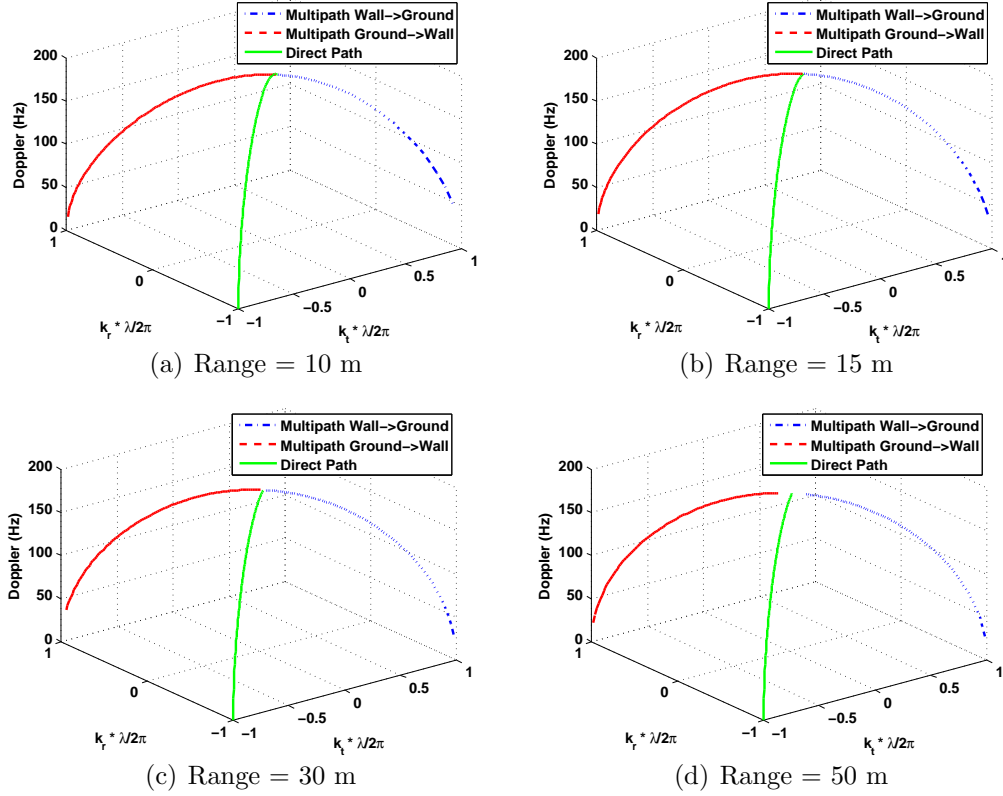 Multipath Wall−>Ground
Multipath Ground−>Wall
Direct Path
200
150
100
50
0
Doppler (Hz)
1
0
−1
k_r * λ/2π
−1
−0.5
0
0.5
1
k_t * λ/2π
(a) Range = 10 m
Multipath Wall−>Ground
Multipath Ground−>Wall
Direct Path
200
150
100
50
0
Doppler (Hz)
1
0
−1
k_r * λ/2π
−1
−0.5
0
0.5
1
k_t * λ/2π
(b) Range = 15 m
Multipath Wall−>Ground
Multipath Ground−>Wall
Direct Path
200
150
100
50
0
Doppler (Hz)
1
0
−1
k_r * λ/2π
−1
−0.5
0
0.5
1
k_t * λ/2π
(c) Range = 30 m
Multipath Wall−>Ground
Multipath Ground−>Wall
Direct Path
200
150
100
50
0
Doppler (Hz)
1
0
−1
k_r * λ/2π
−1
−0.5
0
0.5
1
k_t * λ/2π
(d) Range = 50 m